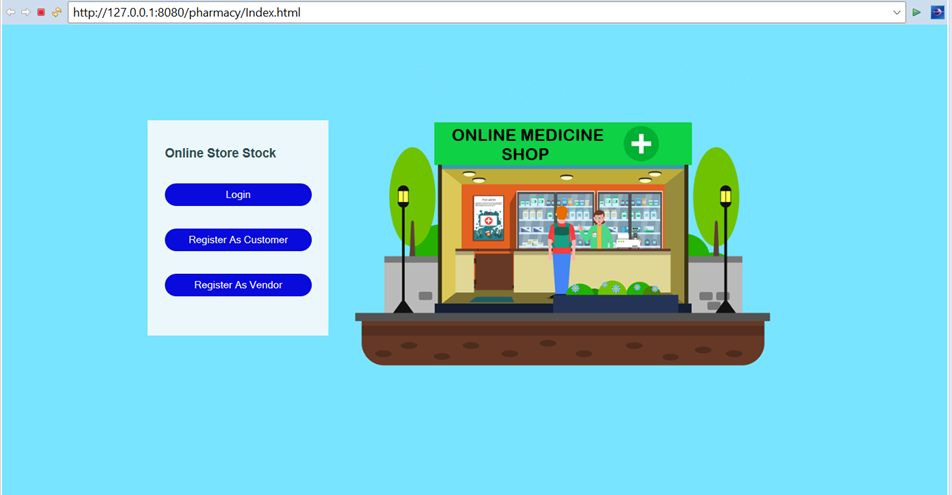 http://127.0.0.1:8080/pharmacy/Index.html
Online Store Stock
Login
Register As Customer
Register As Vendor
ONLINE MEDICINE
SHOP